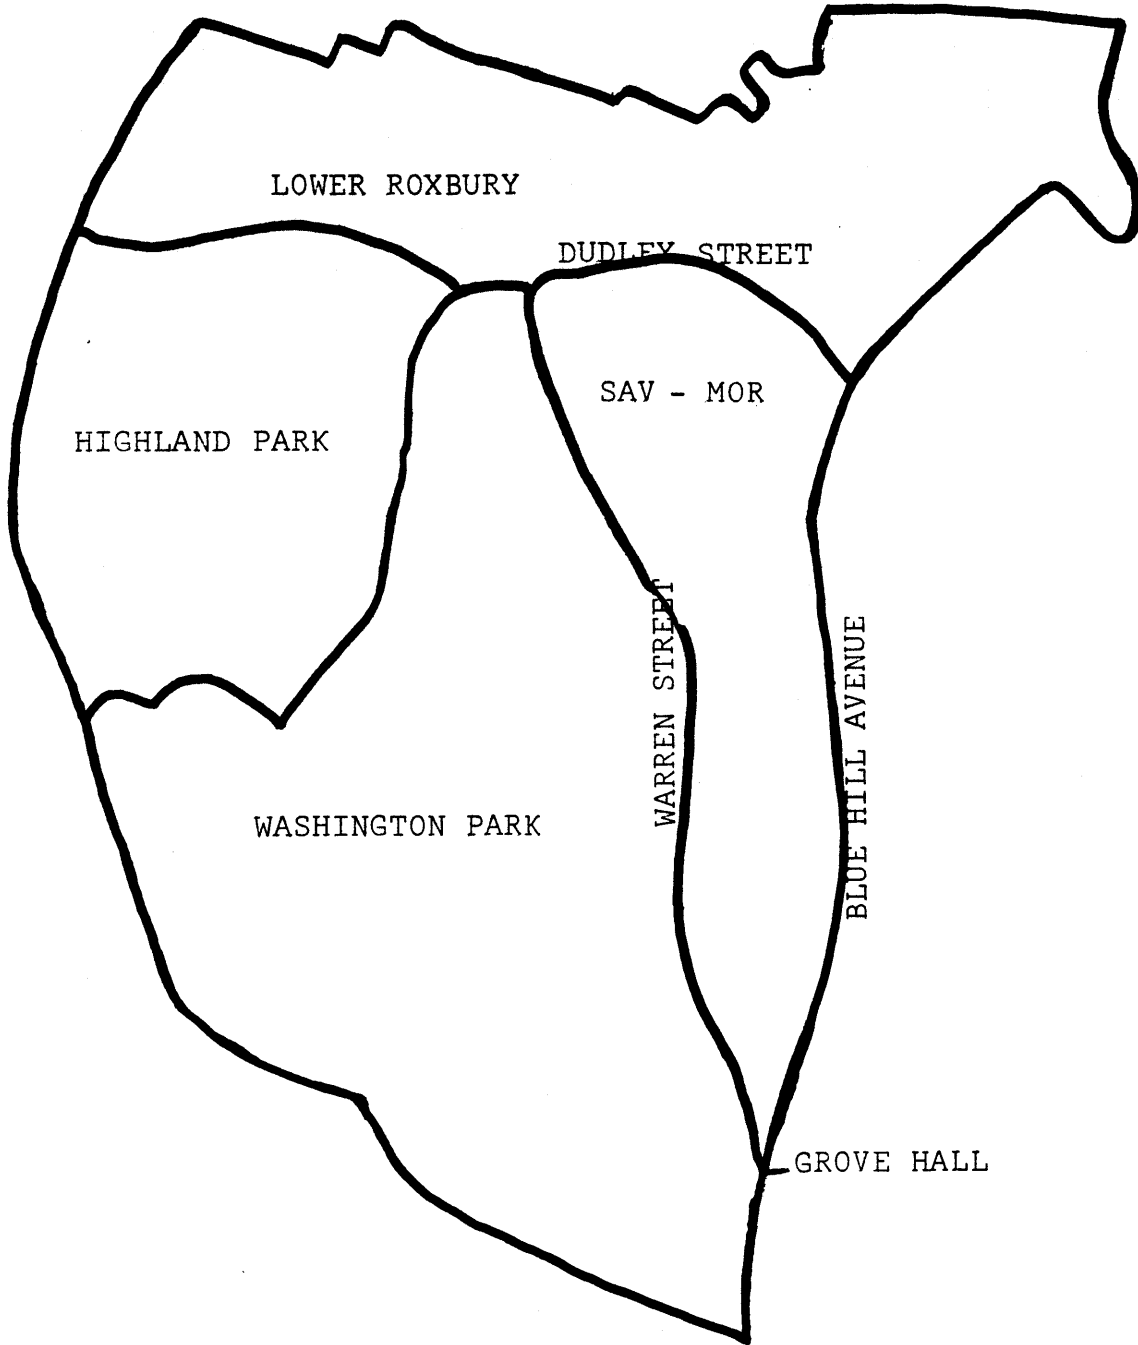 LOWER ROXBURY
DUDLEY STREET
SAV - MOR
HIGHLAND PARK
WARREN STREET
BLUE HILL AVENUE
WASHINGTON PARK
GROVE HALL